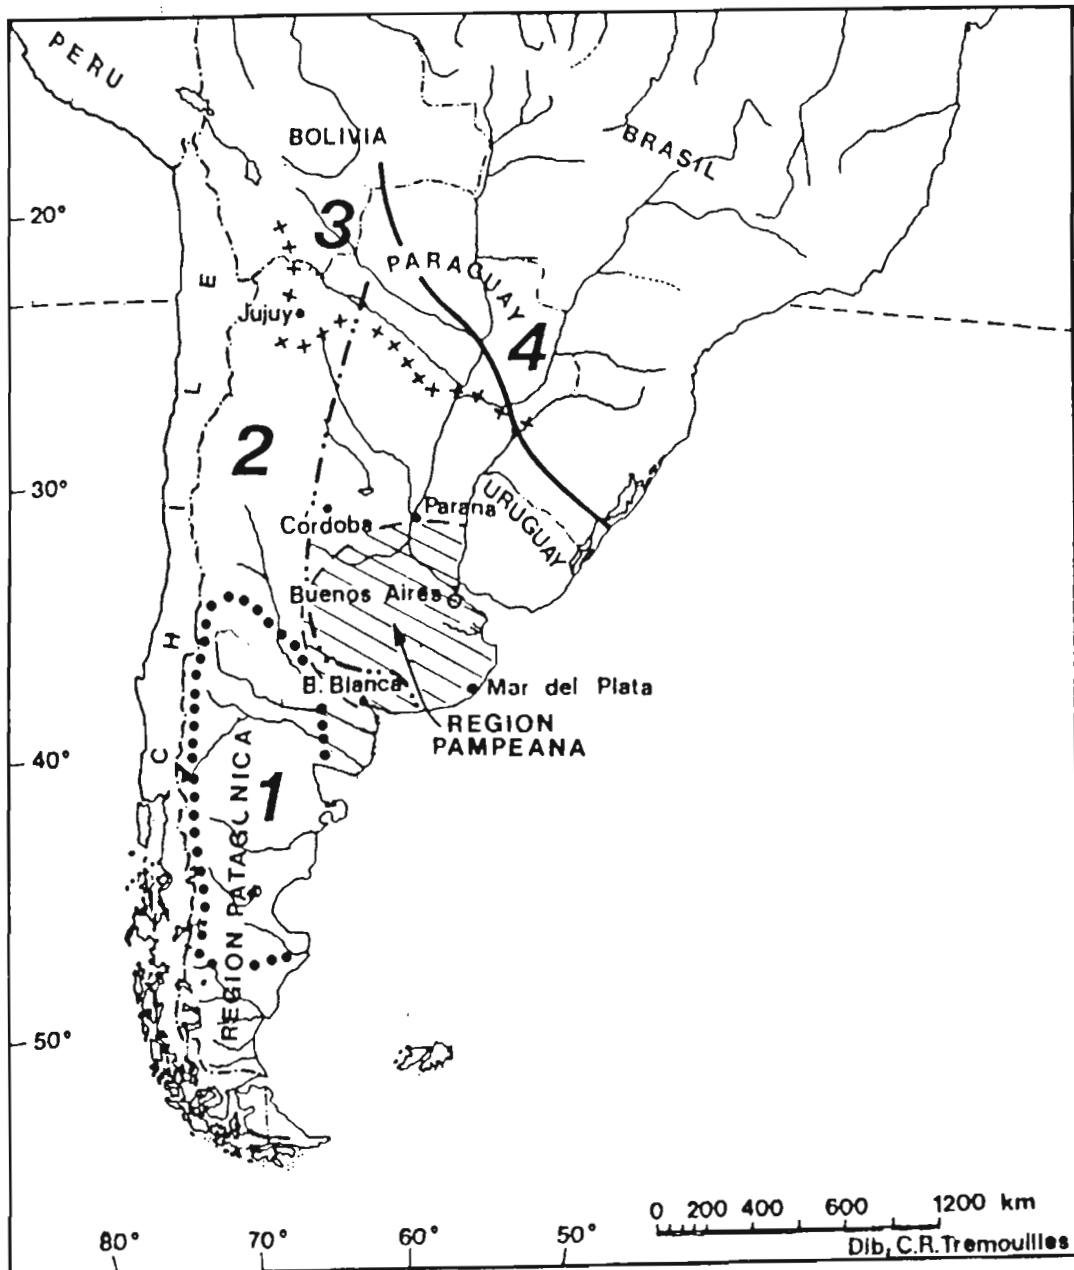 PERU
BOLIVIA
BRASIL
20°
3
PARAGUAY
4
Jujuy
2
30°
Cordoba
Parana
URUGUAY
Buenos Aires
B. Blanca
Mar del Plata
REGION
PAMPEANA
CHILE
40°
1
REGION PATAGONICA
50°
0 200 400 600 1200 km
80° 70° 60° 50°
Dib, C.R.Tremouilles